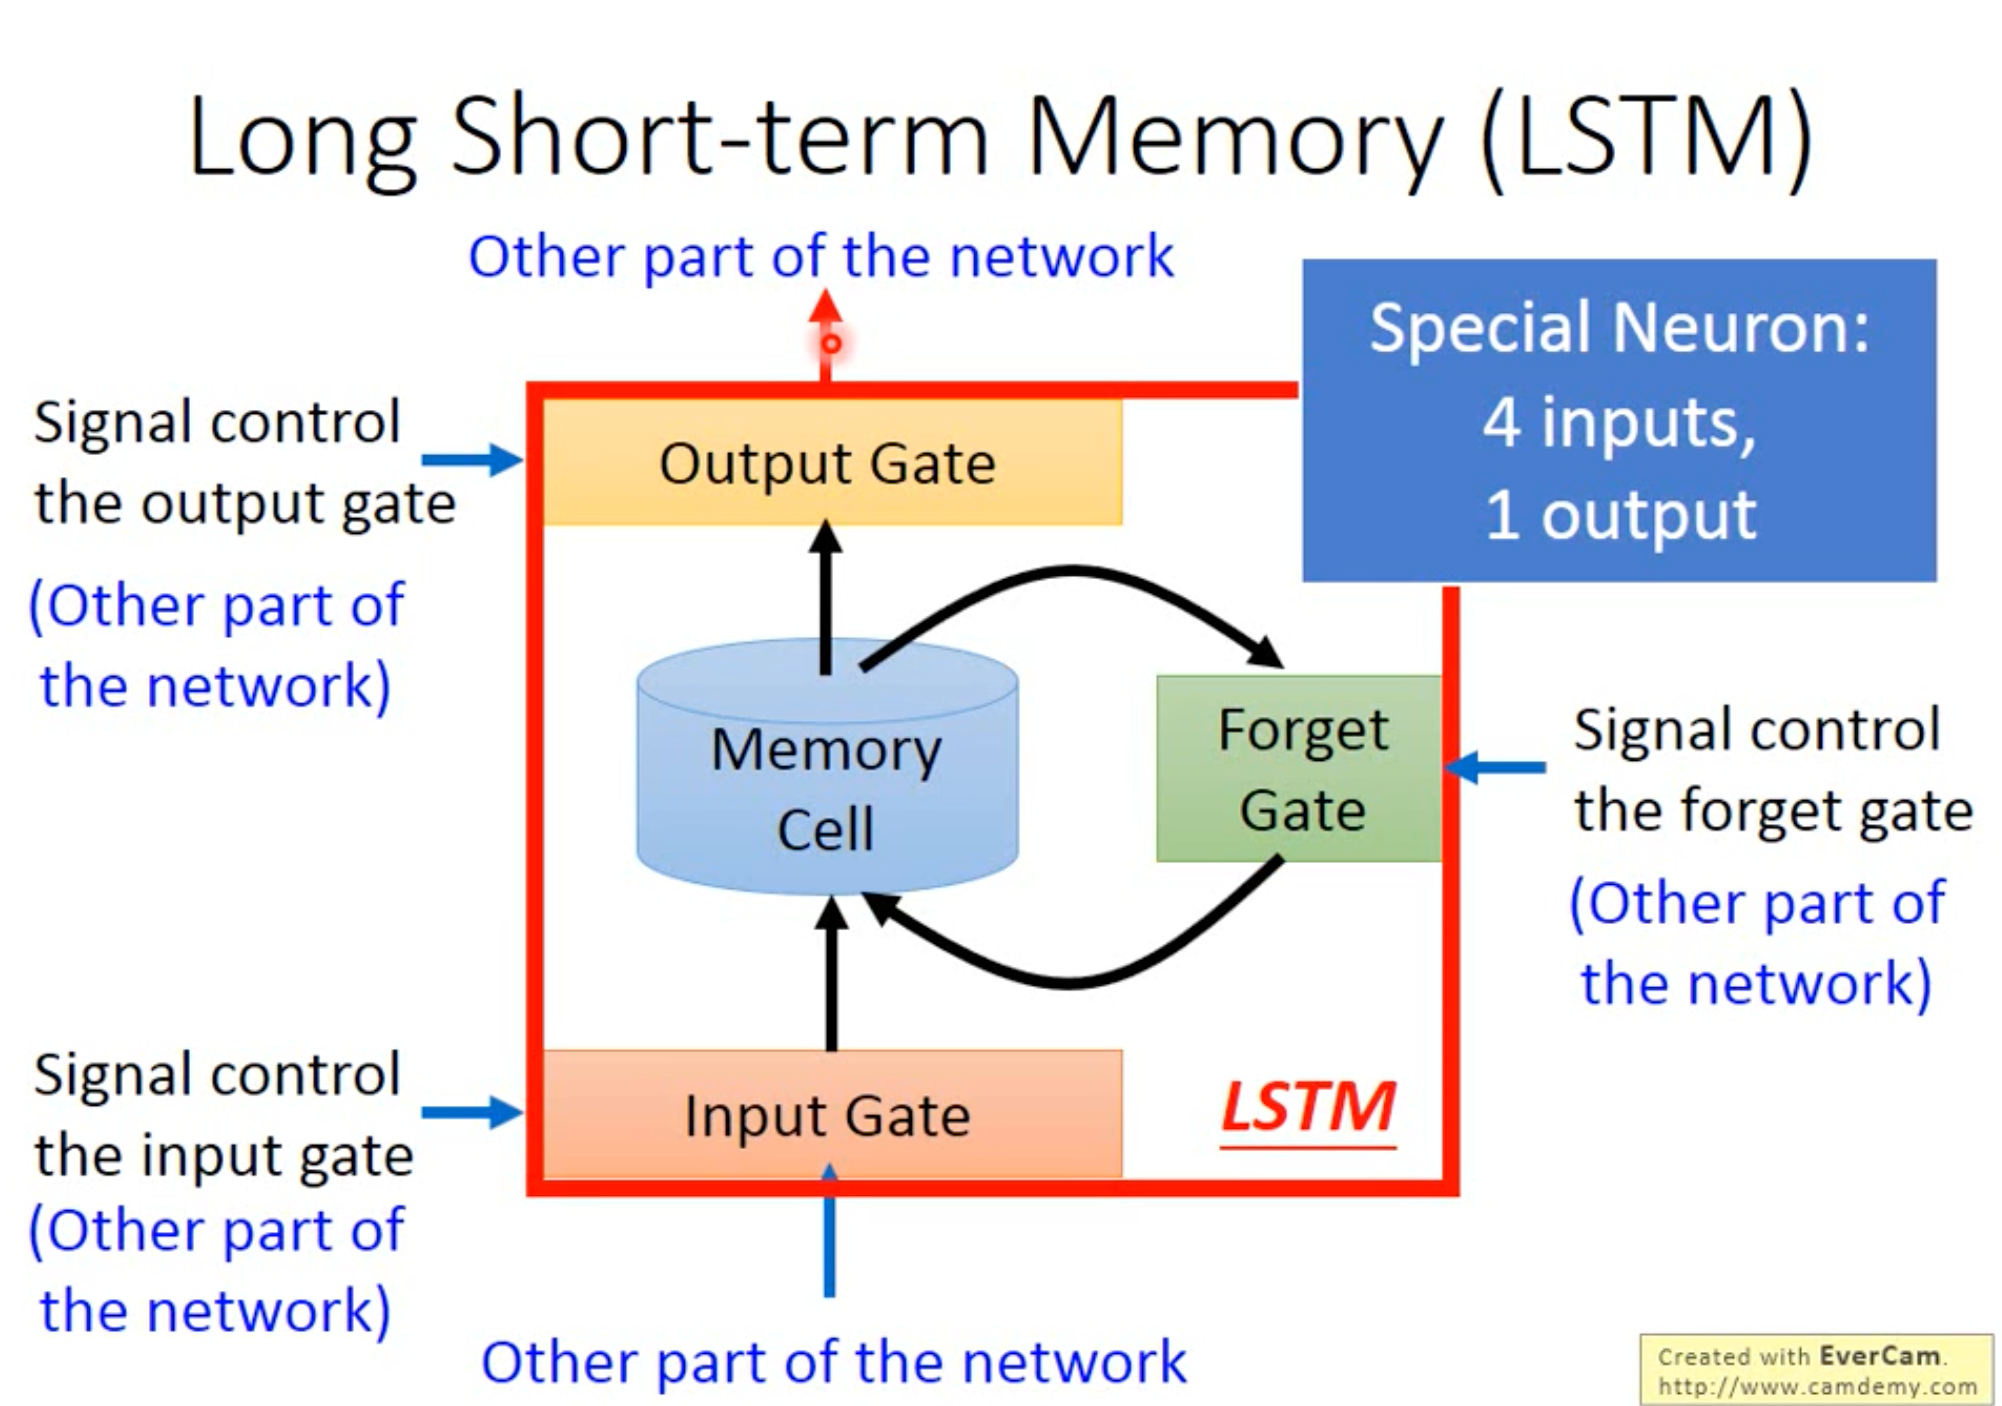 Long Short-term Memory (LSTM)
Other part of the network
Special Neuron:
4 inputs,
1 output
Signal control
the output gate
(Other part of
the network)
Output Gate
Memory
Cell
Forget
Gate
Signal control
the forget gate
(Other part of
the network)
Signal control
the input gate
(Other part of
the network)
Input Gate
LSTM
Other part of the network
Created with EverCam.
http://www.camdemy.com